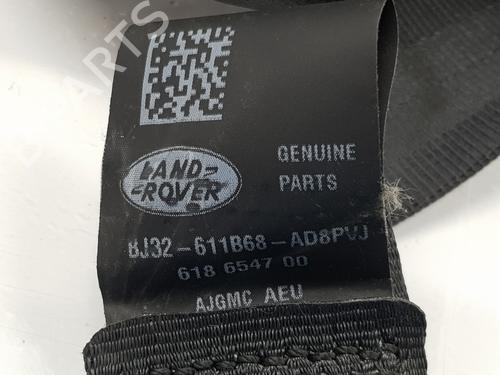 LAND-
-ROVER
GENUINE
PARTS
BJ32-611B68-AD8PVJ
618 6547 00
AJGMC AEU